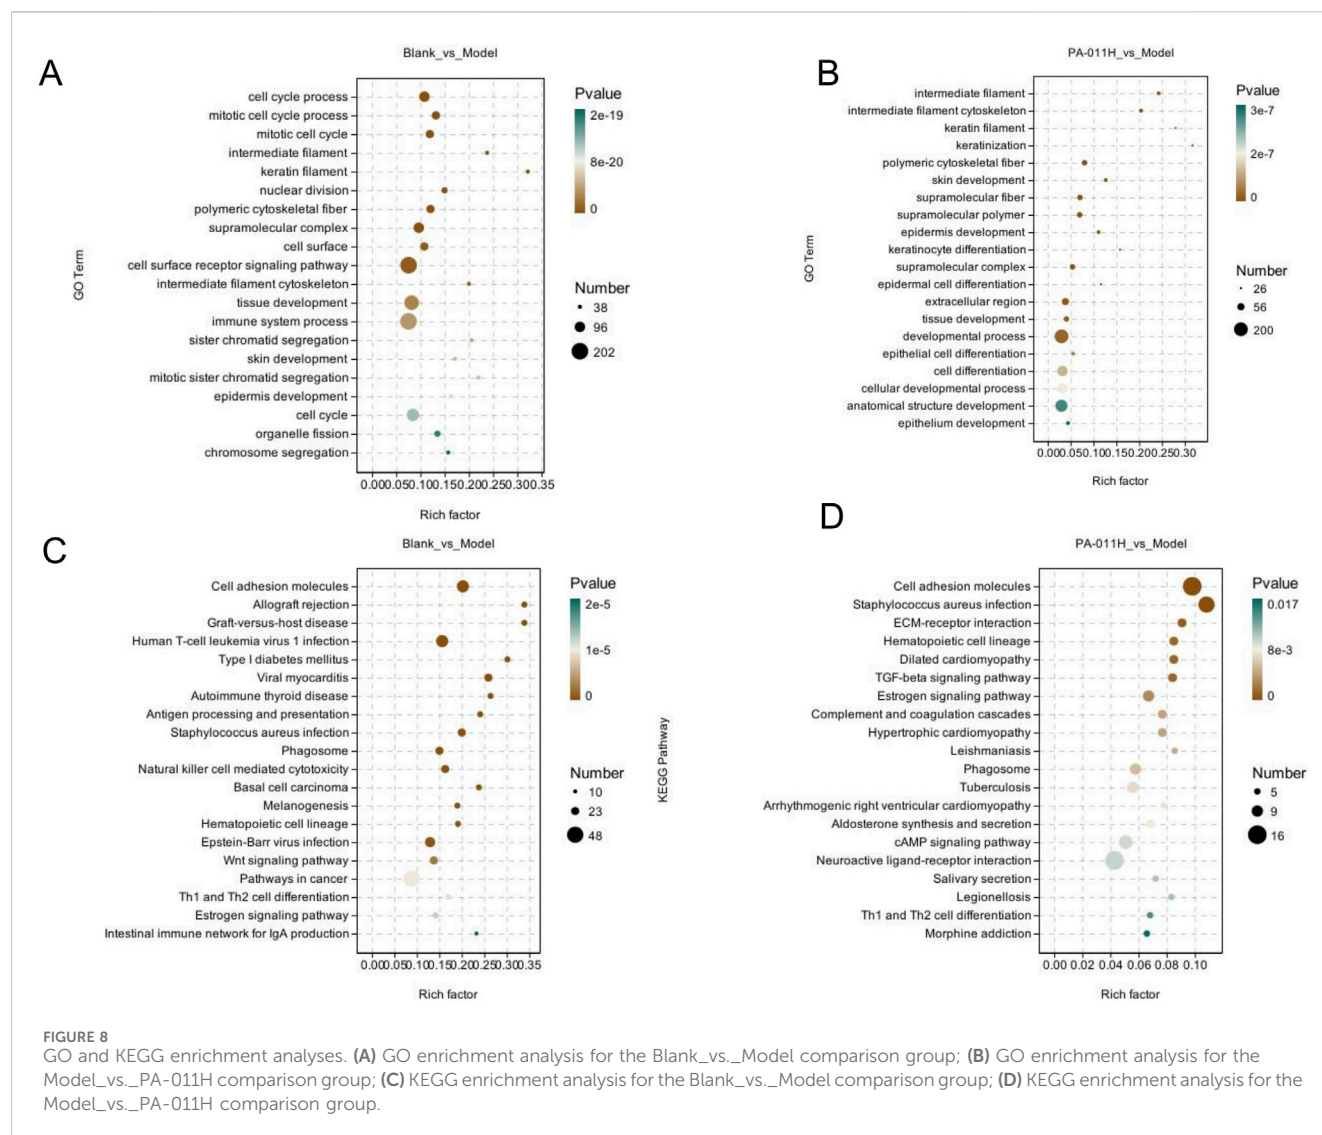 A
Blank_vs_Model
GO Term
cell cycle process
mitotic cell cycle process
mitotic cell cycle
intermediate filament
keratin filament
nuclear division
polymeric cytoskeletal fiber
supramolecular complex
cell surface
cell surface receptor signaling pathway
intermediate filament cytoskeleton
tissue development
immune system process
sister chromatid segregation
skin development
mitotic sister chromatid segregation
epidermis development
cell cycle
organelle fission
chromosome segregation
0.000.050.100.150.200.250.300.35
Rich factor
Pvalue
2e-19
8e-20
0
Number
38
96
202
B
PA-011H_vs_Model
GO Term
intermediate filament
intermediate filament cytoskeleton
keratin filament
keratinization
polymeric cytoskeletal fiber
skin development
supramolecular fiber
supramolecular polymer
epidermis development
keratinocyte differentiation
supramolecular complex
epidermal cell differentiation
extracellular region
tissue development
developmental process
epithelial cell differentiation
cell differentiation
cellular developmental process
anatomical structure development
epithelium development
0.000.050.100.150.200.250.30
Rich factor
Pvalue
3e-7
2e-7
0
Number
26
56
200
C
Blank_vs_Model
Cell adhesion molecules
Allograft rejection
Graft-versus-host disease
Human T-cell leukemia virus 1 infection
Type I diabetes mellitus
Viral myocarditis
Autoimmune thyroid disease
Antigen processing and presentation
Staphylococcus aureus infection
Phagosome
Natural killer cell mediated cytotoxicity
Basal cell carcinoma
Melanogenesis
Hematopoietic cell lineage
Epstein-Barr virus infection
Wnt signaling pathway
Pathways in cancer
Th1 and Th2 cell differentiation
Estrogen signaling pathway
Intestinal immune network for IgA production
0.000.050.100.150.200.250.300.35
Rich factor
Pvalue
2e-5
1e-5
0
Number
10
23
48
D
PA-011H_vs_Model
KEGG Pathway
Cell adhesion molecules
Staphylococcus aureus infection
ECM-receptor interaction
Hematopoietic cell lineage
Dilated cardiomyopathy
TGF-beta signaling pathway
Estrogen signaling pathway
Complement and coagulation cascades
Hypertrophic cardiomyopathy
Leishmaniasis
Phagosome
Tuberculosis
Arrhythmogenic right ventricular cardiomyopathy
Aldosterone synthesis and secretion
cAMP signaling pathway
Neuroactive ligand-receptor interaction
Salivary secretion
Legionellosis
Th1 and Th2 cell differentiation
Morphine addiction
0.00 0.02 0.04 0.06 0.08 0.10
Rich factor
Pvalue
0.017
8e-3
0
Number
5
9
16
FIGURE 8
GO and KEGG enrichment analyses. (A) GO enrichment analysis for the Blank_vs._Model comparison group; (B) GO enrichment analysis for the
Model_vs._PA-011H comparison group; (C) KEGG enrichment analysis for the Blank_vs._Model comparison group; (D) KEGG enrichment analysis for the
Model_vs._PA-011H comparison group.